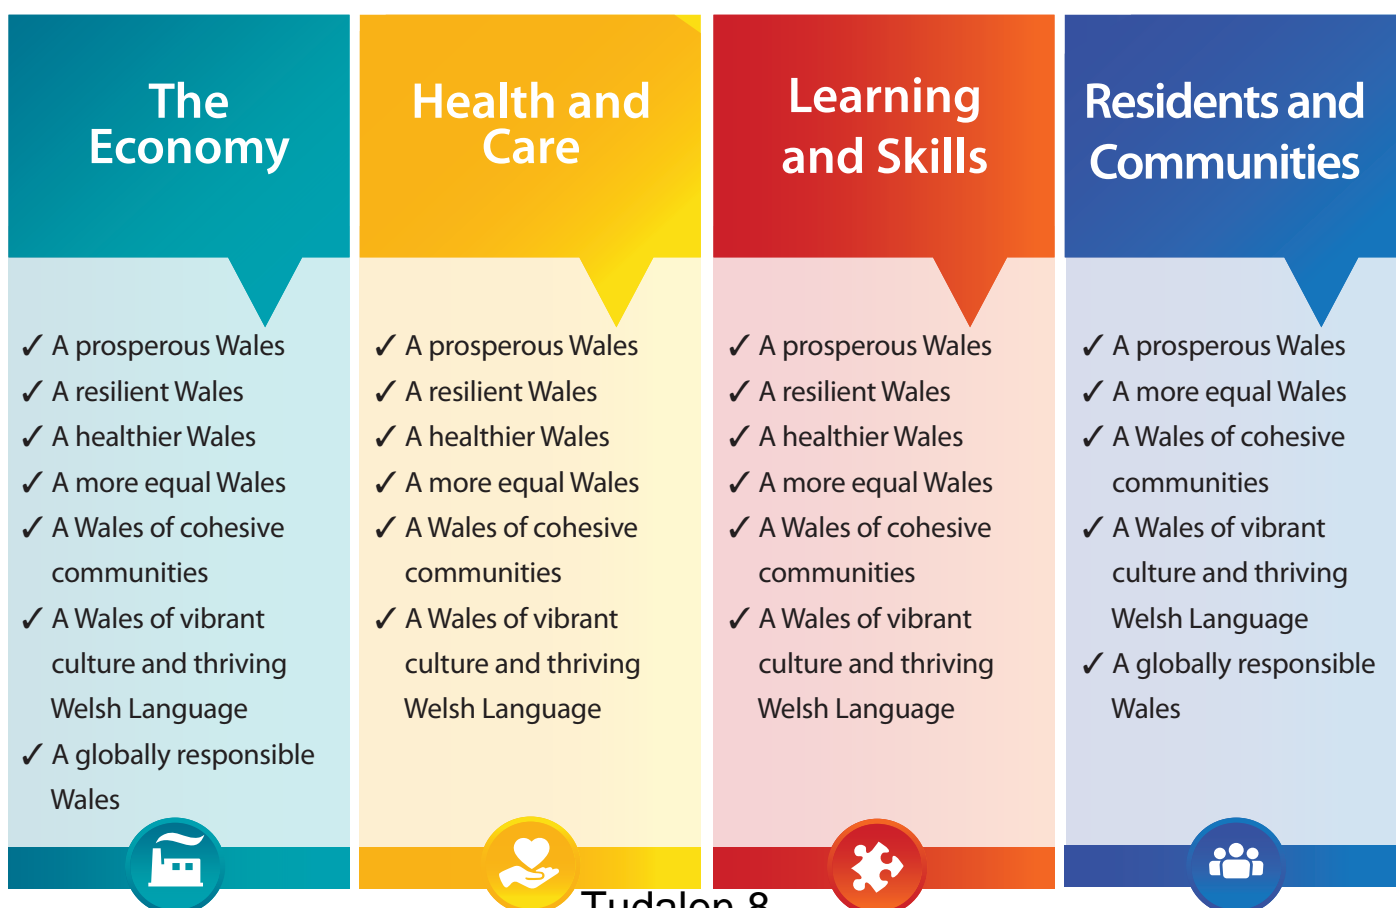 The
Economy
✓ A prosperous Wales
✓ A resilient Wales
✓ A healthier Wales
✓ A more equal Wales
✓ A Wales of cohesive
communities
✓ A Wales of vibrant
culture and thriving
Welsh Language
✓ A globally responsible
Wales
Health and
Care
✓ A prosperous Wales
✓ A resilient Wales
✓ A healthier Wales
✓ A more equal Wales
✓ A Wales of cohesive
communities
✓ A Wales of vibrant
culture and thriving
Welsh Language
Learning
and Skills
✓ A prosperous Wales
✓ A resilient Wales
✓ A healthier Wales
✓ A more equal Wales
✓ A Wales of cohesive
communities
✓ A Wales of vibrant
culture and thriving
Welsh Language
Residents and
Communities
✓ A prosperous Wales
✓ A more equal Wales
✓ A Wales of cohesive
communities
✓ A Wales of vibrant
culture and thriving
Welsh Language
✓ A globally responsible
Wales
Tudalen 8